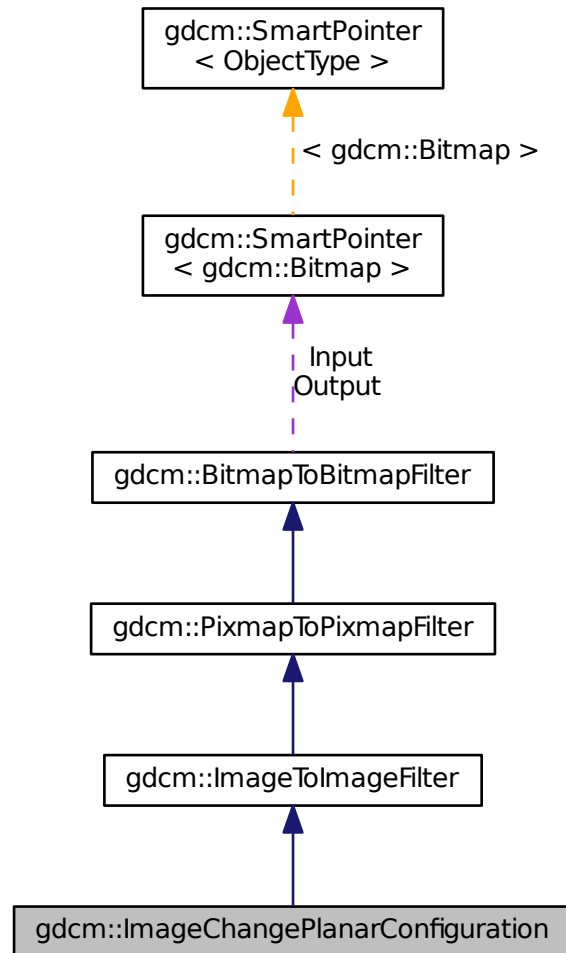 gdcm::SmartPointer
< ObjectType >
< gdcm::Bitmap >
gdcm::SmartPointer
< gdcm::Bitmap >
Input
Output
gdcm::BitmapToBitmapFilter
gdcm::PixmapToPixmapFilter
gdcm::ImageToImageFilter
gdcm::ImageChangePlanarConfiguration